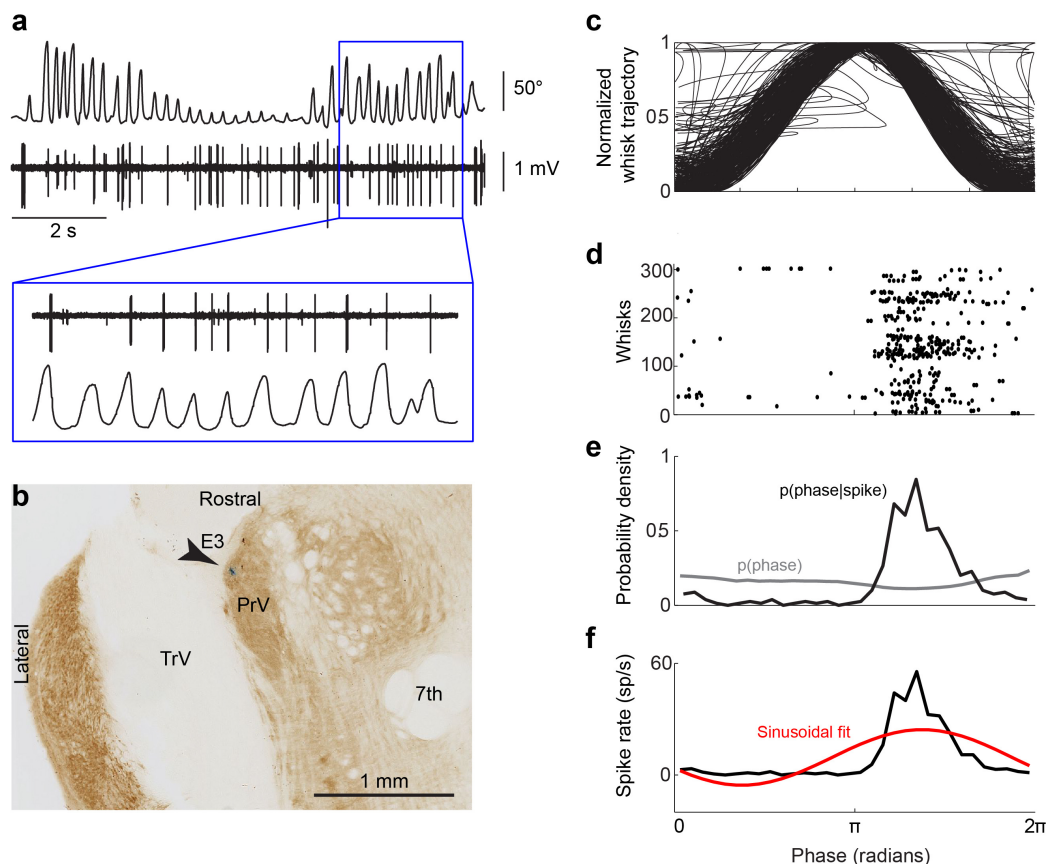 a
50°
1 mV
2 s
b
Rostral
E3
PrV
TrV
Lateral
7th
1 mm
c
Normalized
whisk trajectory
1
0 5
0
d
Whisks
300
200
100
0
e
Probability density
1
0 5
0
p(phase|spike)
p(phase)
f
Spike rate (sp/s)
60
0
Sinusoidal fit
0
π
2π
Phase (radians)